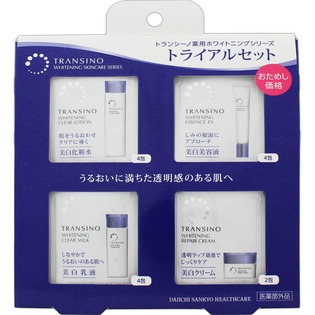 TRANSINO
WHITENING SKINCARE SERIES
トランシーノ薬用ホワイトニングシリーズ
トライアルセット
おためし
価格
TRANSINO
WHITENING
CLEAR LOTION
肌をうるおわせ
クリアに導く
美白化粧水
4包
TRANSINO
WHITENING
ESSENCE EX
しみの根源に
アプローチ
美白美容液
4包
うるおいに満ちた透明感のある肌へ
TRANSINO
WHITENING
CLEAR MILK
しなやかで
うるおいのある肌へ
美白乳液
4包
TRANSINO
WHITENING
REPAIR CREAM
透明ラップ効果で
じっくりケア
美白クリーム
2包
DAIICHI SANKYO HEALTHCARE
医薬部外品